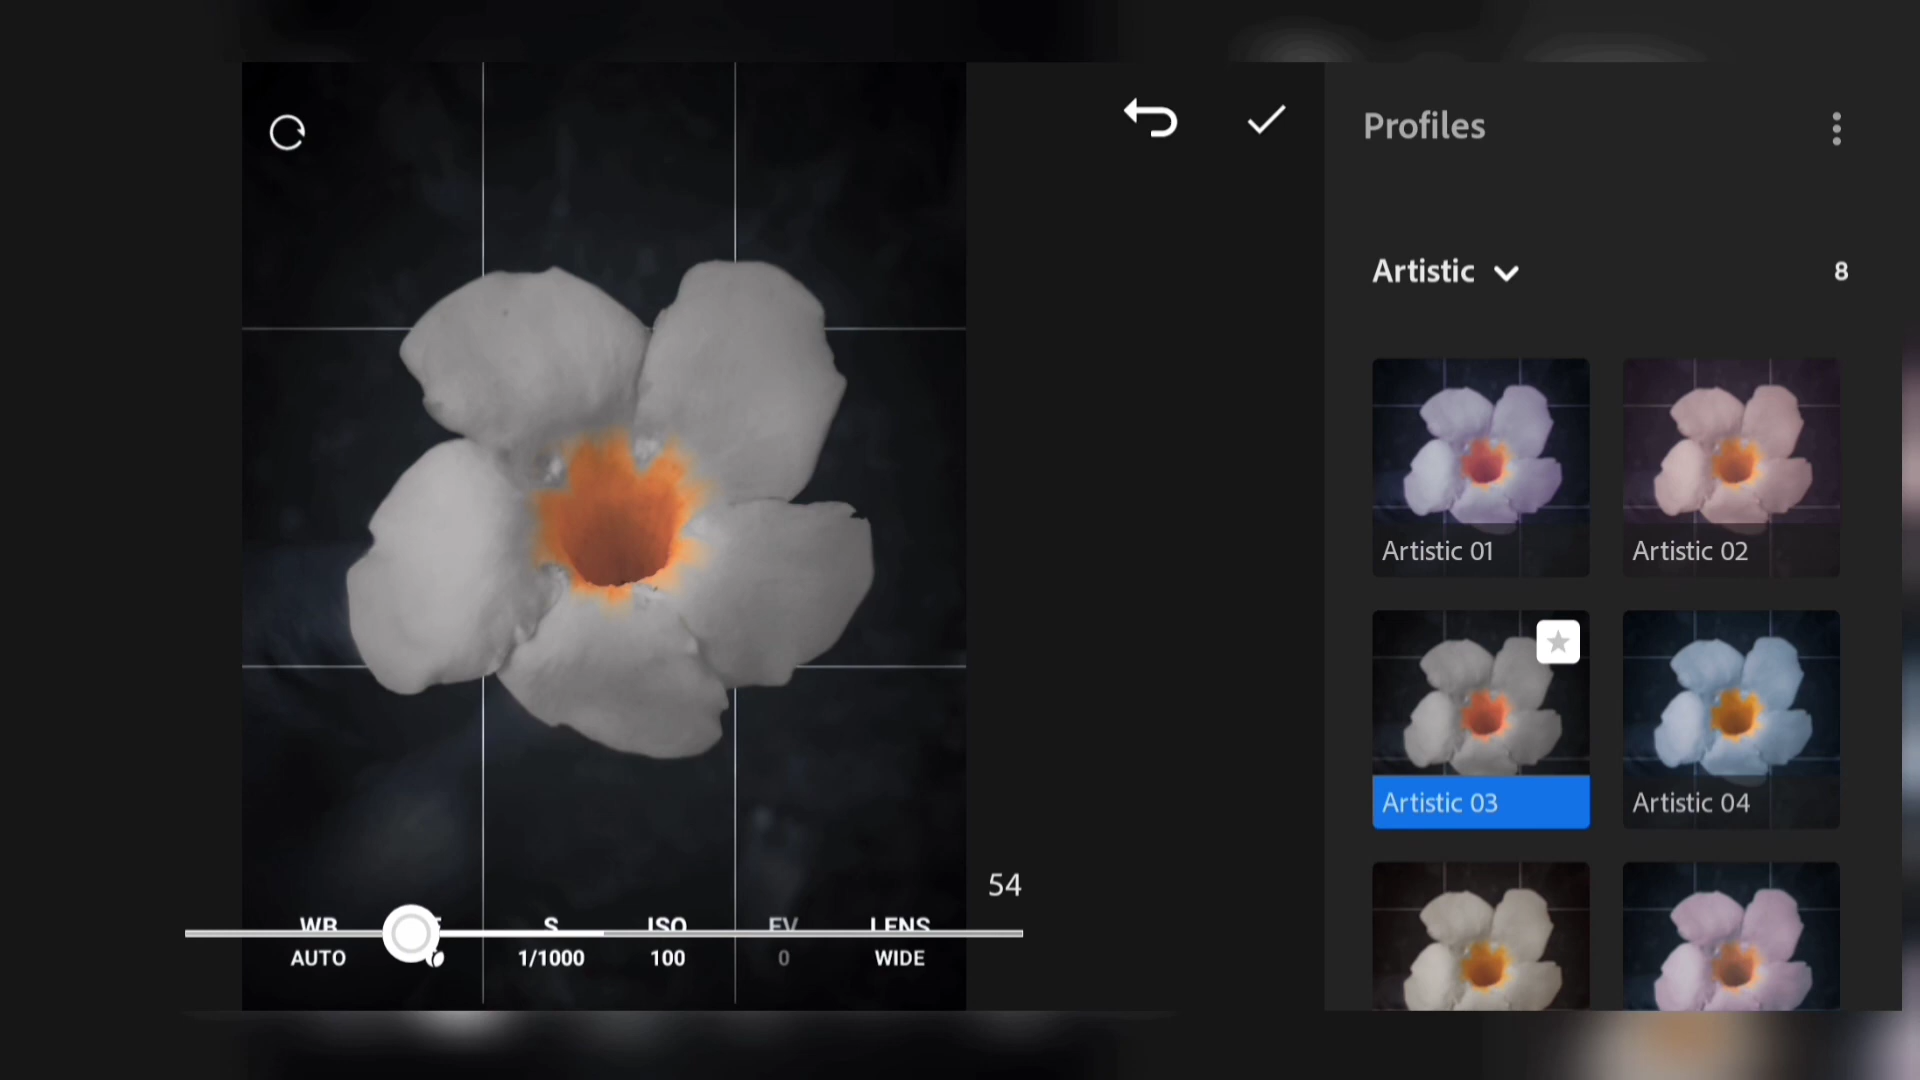 Profiles
Artistic
8
Artistic 01
Artistic 02
Artistic 03
Artistic 04
54
WB
S
ISO
EV
LENS
AUTO
1/1000
100
0
WIDE